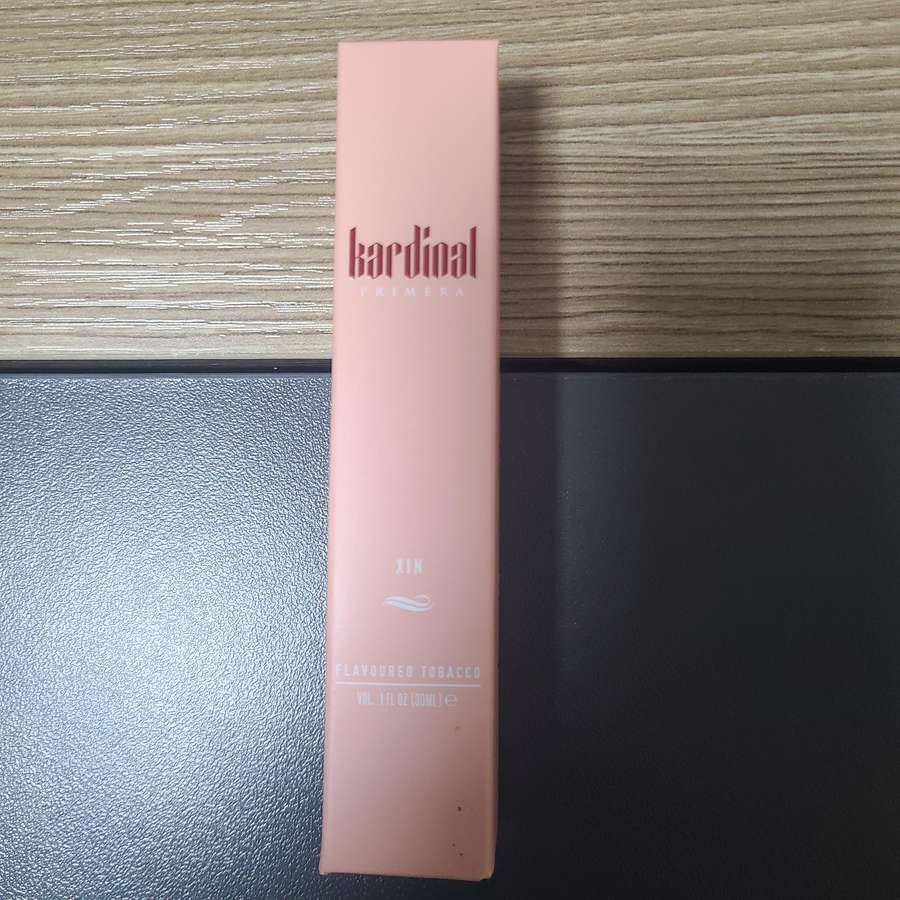 kardinal
PRIMERA
XIN
FLAVOURED TOBACCO
VOL. 1 FL OZ (30ML) ℮